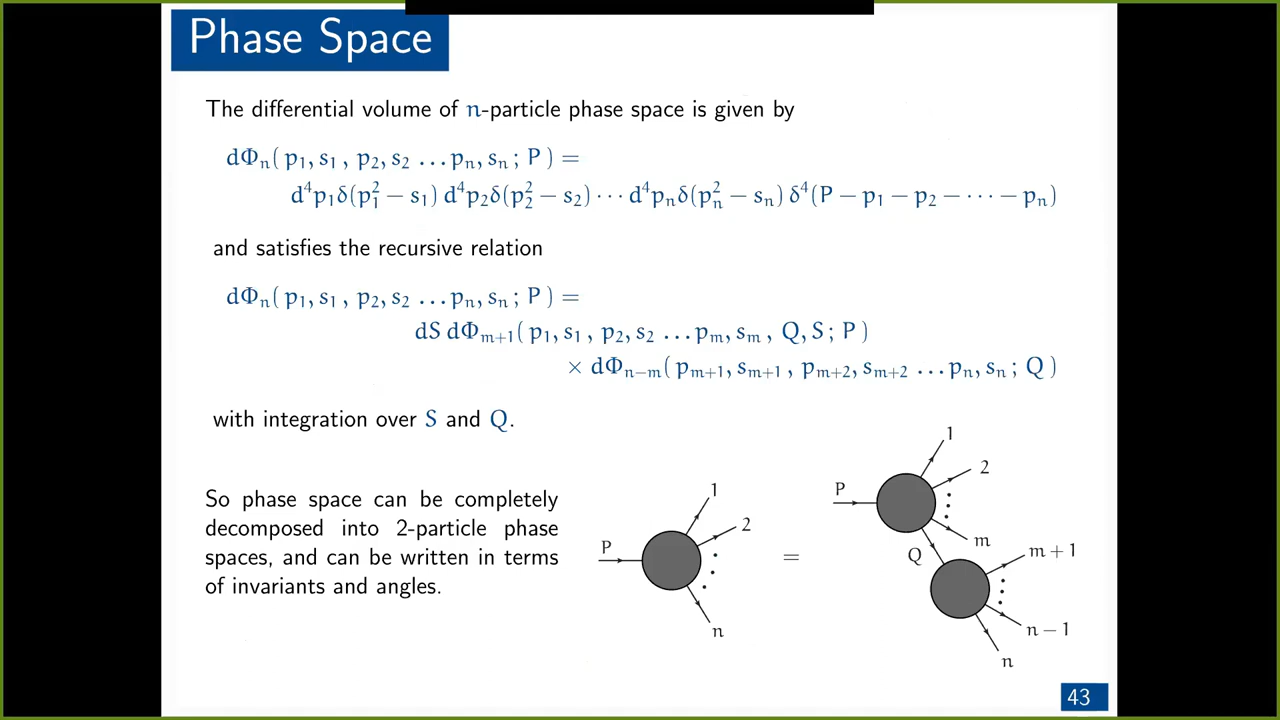 Phase Space
The differential volume of n-particle phase space is given by
dΦₙ( p₁, s₁ , p₂, s₂ …pₙ, sₙ ; P ) =
d⁴p₁δ(p₁² − s₁) d⁴p₂δ(p₂² − s₂) ··· d⁴pₙδ(pₙ² − sₙ) δ⁴(P − p₁ − p₂ − ··· − pₙ)
and satisfies the recursive relation
dΦₙ( p₁, s₁ , p₂, s₂ …pₙ, sₙ ; P ) =
dS dΦₘ₊₁( p₁, s₁ , p₂, s₂ …pₘ, sₘ , Q, S ; P )
× dΦₙ₋ₘ( pₘ₊₁, sₘ₊₁ , pₘ₊₂, sₘ₊₂ …pₙ, sₙ ; Q )
with integration over S and Q.
So phase space can be completely
decomposed into 2-particle phase
spaces, and can be written in terms
of invariants and angles.
P
1
2
n
=
P
1
2
m
Q
m + 1
n − 1
n
43